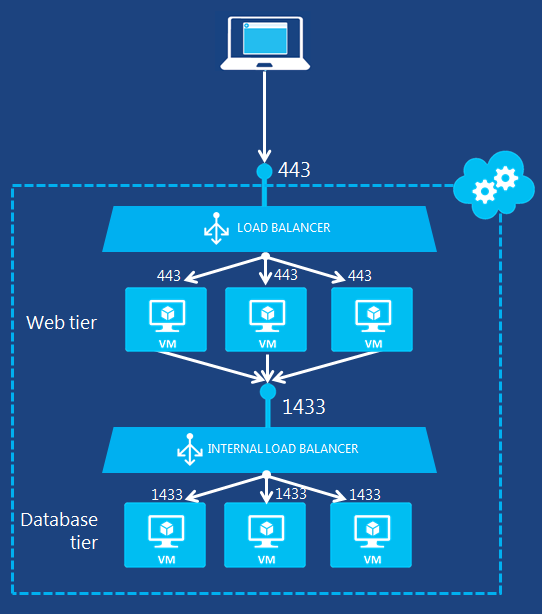 443
LOAD BALANCER
443
443
443
Web tier
VM
VM
VM
1433
INTERNAL LOAD BALANCER
1433
1433
1433
Database
tier
VM
VM
VM